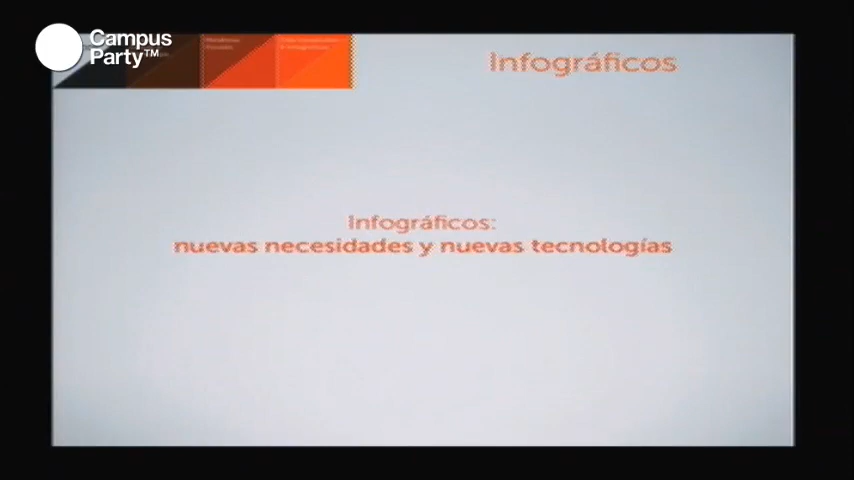 Campus
Party™
Infográficos
Infográficos:
nuevas necesidades y nuevas tecnologías